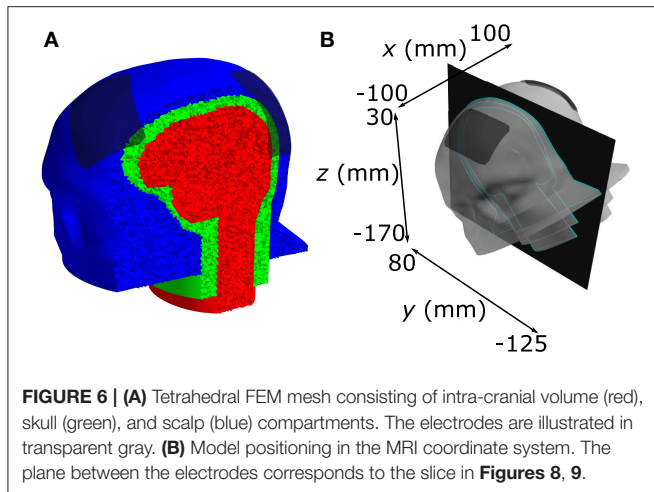 A
B
x (mm)
100
-100
30
z (mm)
-170
80
y (mm)
-125
FIGURE 6 | (A) Tetrahedral FEM mesh consisting of intra-cranial volume (red),
skull (green), and scalp (blue) compartments. The electrodes are illustrated in
transparent gray. (B) Model positioning in the MRI coordinate system. The
plane between the electrodes corresponds to the slice in Figures 8, 9.